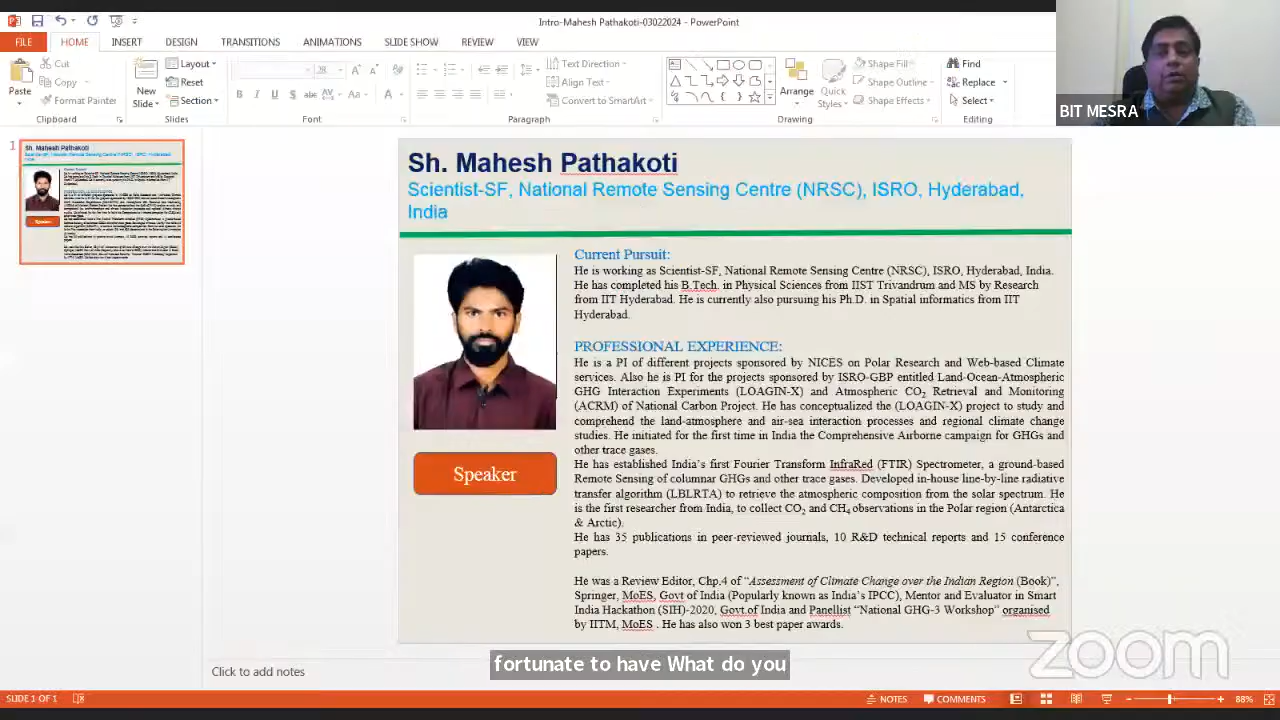 Intro-Mahesh Pathakoti-03022024 - PowerPoint
FILE HOME INSERT DESIGN TRANSITIONS ANIMATIONS SLIDE SHOW REVIEW VIEW
Paste
Cut
Copy
Format Painter
Clipboard
New
Slide
Layout
Reset
Section
Slides
28
B I U S abc AV Aa A
Font
Text Direction
Align Text
Convert to SmartArt
Paragraph
Arrange
Quick
Styles
Shape Fill
Shape Outline
Shape Effects
Drawing
Find
Replace
Select
Editing
BIT MESRA
1
Sh. Mahesh Pathakoti
Scientist-SF, National Remote Sensing Centre (NRSC), ISRO, Hyderabad,
India
Speaker
Current Pursuit:
He is working as Scientist-SF, National Remote Sensing Centre (NRSC), ISRO, Hyderabad, India.
He has completed his B.Tech. in Physical Sciences from IIST Trivandrum and MS by Research
from IIT Hyderabad. He is currently also pursuing his Ph.D. in Spatial informatics from IIT
Hyderabad.
PROFESSIONAL EXPERIENCE:
He is a PI of different projects sponsored by NICES on Polar Research and Web-based Climate
services. Also he is PI for the projects sponsored by ISRO-GBP entitled Land-Ocean-Atmospheric
GHG Interaction Experiments (LOAGIN-X) and Atmospheric CO2 Retrieval and Monitoring
(ACRM) of National Carbon Project. He has conceptualized the (LOAGIN-X) project to study and
comprehend the land-atmosphere and air-sea interaction processes and regional climate change
studies. He initiated for the first time in India the Comprehensive Airborne campaign for GHGs and
other trace gases.
He has established India's first Fourier Transform InfraRed (FTIR) Spectrometer, a ground-based
Remote Sensing of columnar GHGs and other trace gases. Developed in-house line-by-line radiative
transfer algorithm (LBLRTA) to retrieve the atmospheric composition from the solar spectrum. He
is the first researcher from India, to collect CO2 and CH4 observations in the Polar region (Antarctica
& Arctic).
He has 35 publications in peer-reviewed journals, 10 R&D technical reports and 15 conference
papers.
He was a Review Editor, Chp.4 of "Assessment of Climate Change over the Indian Region (Book)",
Springer, MoES, Govt of India (Popularly known as India's IPCC), Mentor and Evaluator in Smart
India Hackathon (SIH)-2020, Govt.of India and Panellist "National GHG-3 Workshop" organised
by IITM, MoES . He has also won 3 best paper awards.
zoom
fortunate to have What do you
Click to add notes
SLIDE 1 OF 1 NOTES COMMENTS 88%